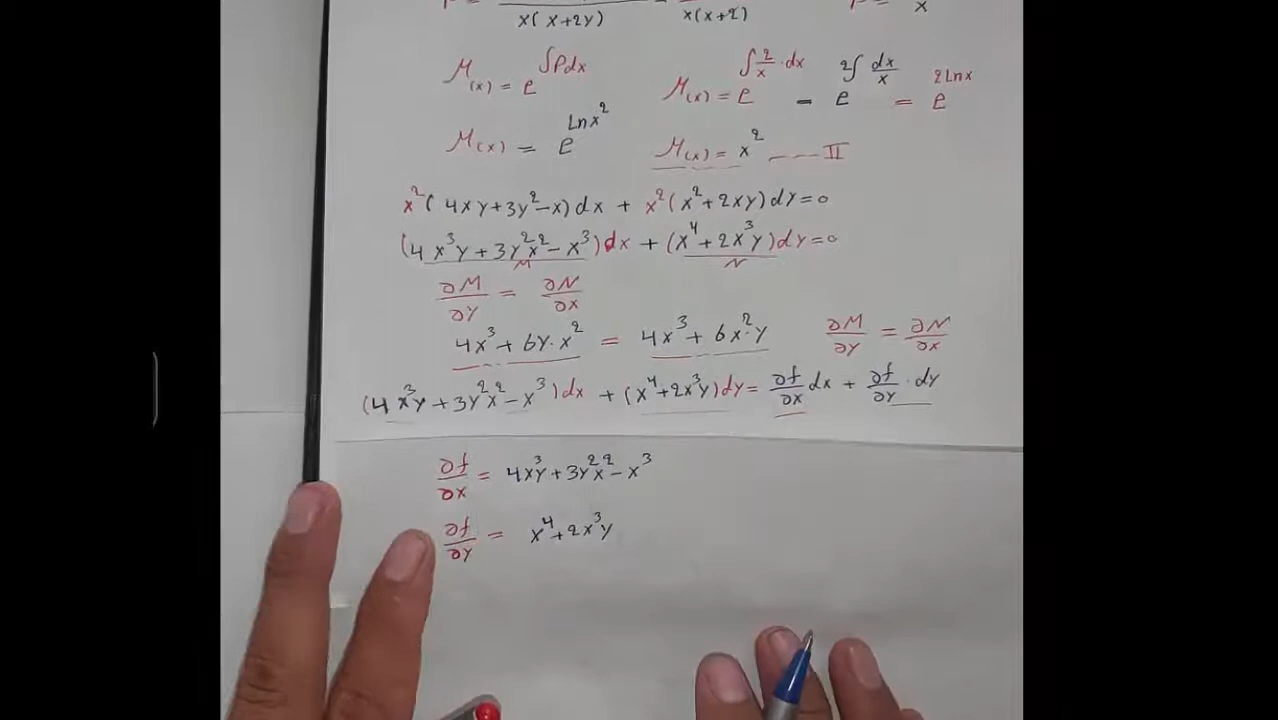 x(x+2y) x(x+2) x
M(x) = e^∫Pdx M(x) = e^∫2/x·dx = e^2∫dx/x = e^2Lnx
M(x) = e^Lnx² M(x) = x² ---- II
x²(4xy+3y²-x)dx + x²(x²+2xy)dy=0
(4x³y+3y²x²-x³)dx + (x⁴+2x³y)dy=0
M N
∂M/∂y = ∂N/∂x
4x³+6y·x² = 4x³+6x²·y ∂M/∂y = ∂N/∂x
(4x³y+3y²x²-x³)dx + (x⁴+2x³y)dy = ∂f/∂x dx + ∂f/∂y·dy
∂f/∂x = 4x³y+3y²x²-x³
∂f/∂y = x⁴+2x³y